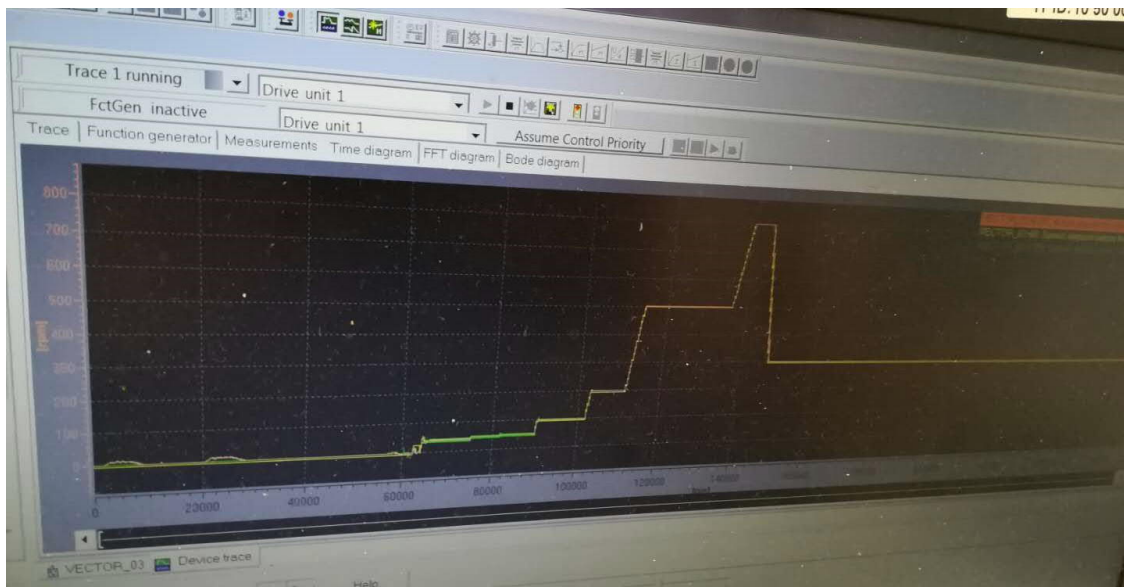 Trace 1 running
Drive unit 1
FctGen inactive
Drive unit 1
Assume Control Priority
Trace
Function generator
Measurements
Time diagram
FFT diagram
Bode diagram
800
700
600
500
400
300
200
100
0
[rpm]
0
20000
40000
60000
80000
100000
120000
140000
VECTOR_03
Device trace
Help